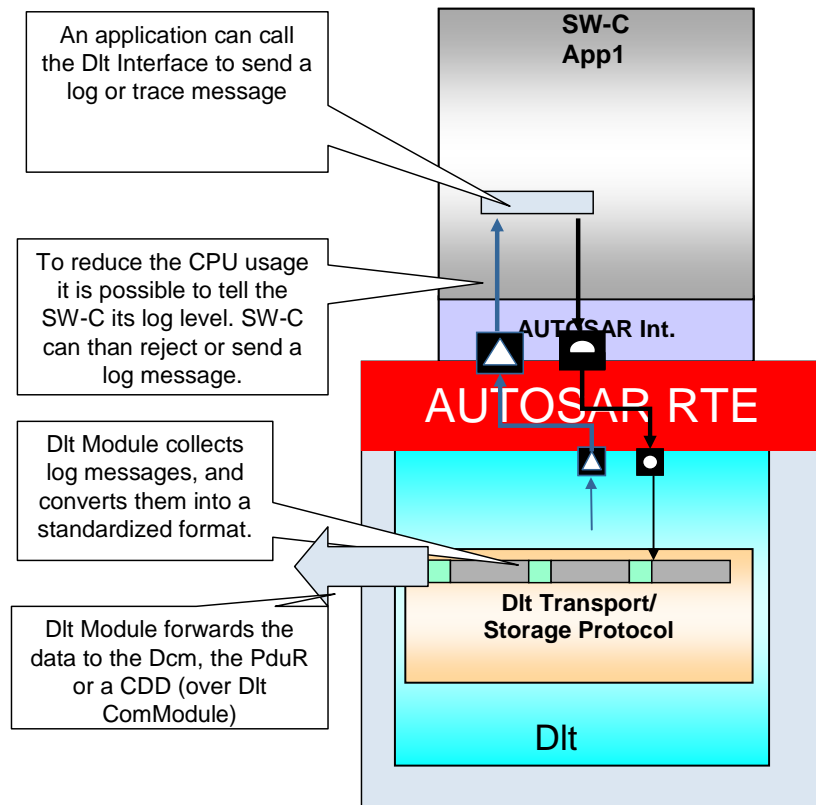 An application can call
the Dlt Interface to send a
log or trace message
SW-C
App1
To reduce the CPU usage
it is possible to tell the
SW-C its log level. SW-C
can than reject or send a
log message.
AUTOSAR Int.
AUTOSAR RTE
Dlt Module collects
log messages, and
converts them into a
standardized format.
Dlt Transport/
Storage Protocol
Dlt Module forwards the
data to the Dcm, the PduR
or a CDD (over Dlt
ComModule)
Dlt